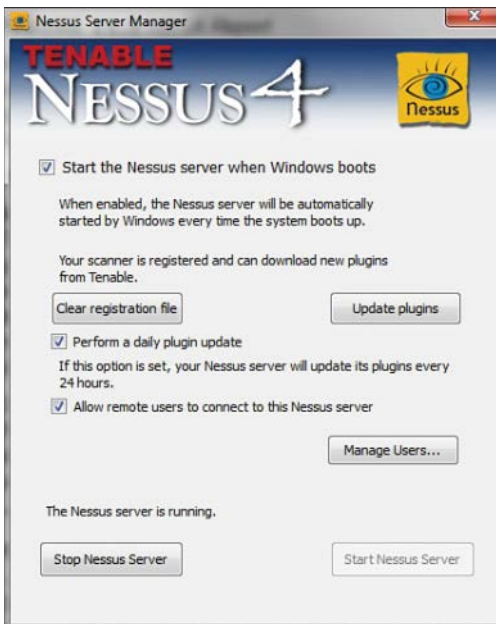 Nessus Server Manager
TENABLE
NESSUS 4
Nessus
Start the Nessus server when Windows boots
When enabled, the Nessus server will be automatically
started by Windows every time the system boots up.
Your scanner is registered and can download new plugins
from Tenable.
Clear registration file
Update plugins
Perform a daily plugin update
If this option is set, your Nessus server will update its plugins every
24 hours.
Allow remote users to connect to this Nessus server
Manage Users...
The Nessus server is running.
Stop Nessus Server
Start Nessus Server